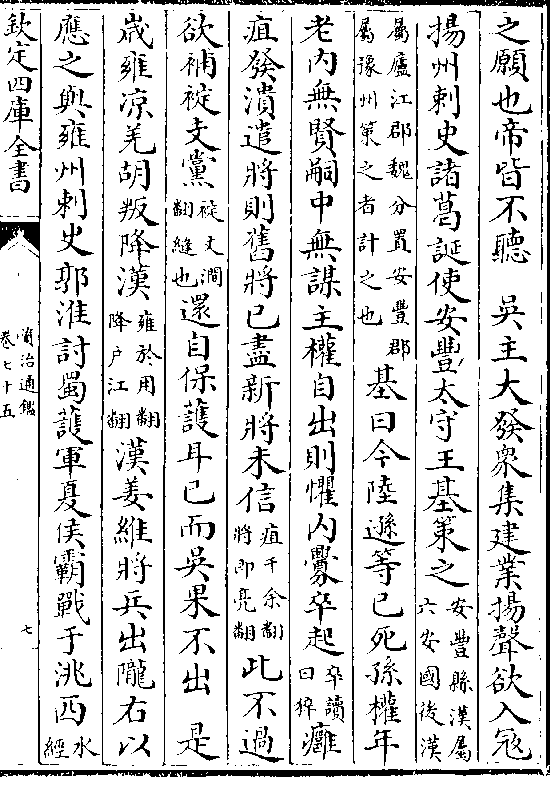 之願也帝皆不聽　吳主大發衆集建業揚聲欲入寇
揚州刺史諸葛誕使安豐太守王基策之安豐縣漢屬六安國後漢
屬廬江郡魏分置安豐郡屬豫州策之者計之也基曰今陸遜等已死孫權年
老内無賢嗣中無謀主權自出則懼内釁卒起卒讀曰猝癰
疽發潰遣將則舊將已盡新將未信疽千余翻將即亮翻此不過
欲補䘺支黨䘺丈澗翻縫也還自保護耳已而吳果不出　是
歲雍凉羌胡叛降漢雍於用翻降户江翻漢姜維將兵出隴右以
應之與雍州刺史郭淮討蜀護軍夏侯霸戰于洮西水經
欽定四庫全書
資治通鑑
卷七十五
七